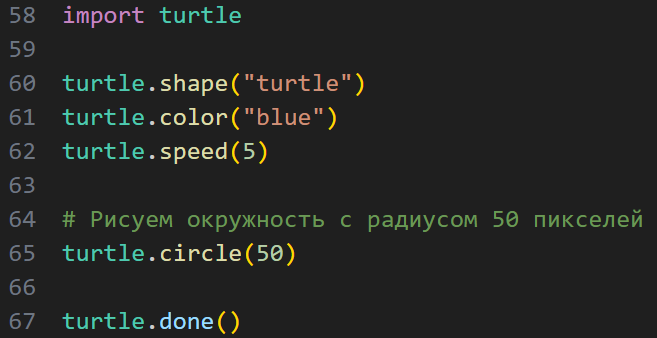 58 import turtle
59
60 turtle.shape("turtle")
61 turtle.color("blue")
62 turtle.speed(5)
63
64 # Рисуем окружность с радиусом 50 пикселей
65 turtle.circle(50)
66
67 turtle.done()